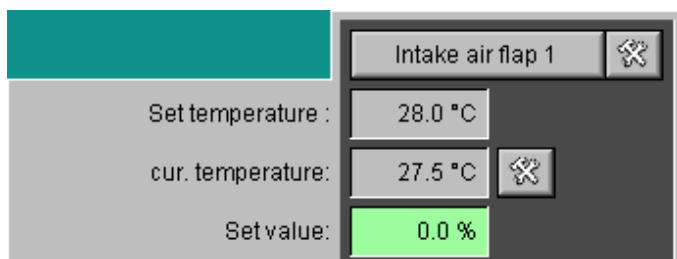 Intake air flap 1
Set temperature : 28.0 °C
cur. temperature: 27.5 °C
Set value: 0.0 %